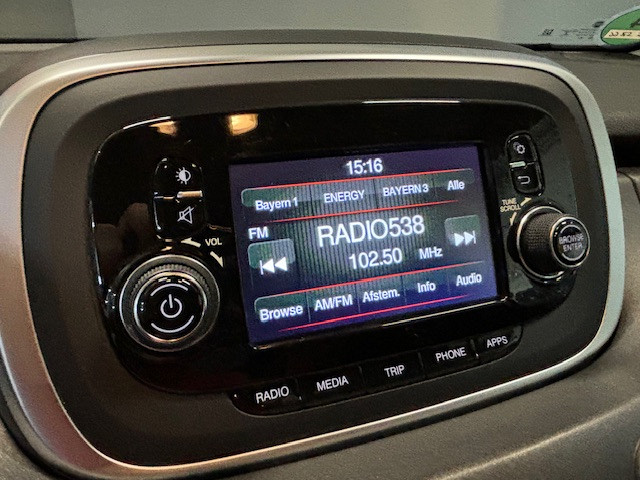 15:16
Bayern 1 ENERGY BAYERN 3 Alle
FM
RADIO538
102.50 MHz
Browse AM/FM Afstem. Info Audio
VOL
TUNE
SCROLL
BROWSE
ENTER
RADIO MEDIA TRIP PHONE APPS